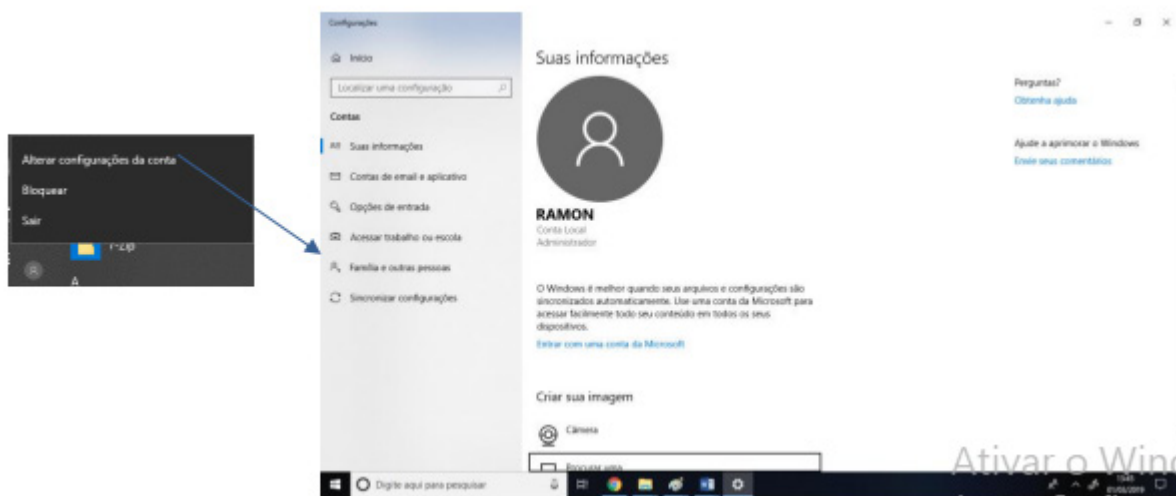 Alterar configurações da conta
Bloquear
Sair
7-Zip
A
Configurações
Início
Localizar uma configuração
Contas
Suas informações
Contas de email e aplicativo
Opções de entrada
Acessar trabalho ou escola
Família e outras pessoas
Sincronizar configurações
Suas informações
RAMON
Conta Local
Administrador
O Windows é melhor quando seus arquivos e configurações são
sincronizados automaticamente. Use uma conta da Microsoft para
acessar facilmente todo seu conteúdo em todos os seus
dispositivos.
Entrar com uma conta da Microsoft
Criar sua imagem
Câmera
Procurar uma
Perguntas?
Obtenha ajuda
Ajude a aprimorar o Windows
Envie seus comentários
Ativar o Wind
Digite aqui para pesquisar